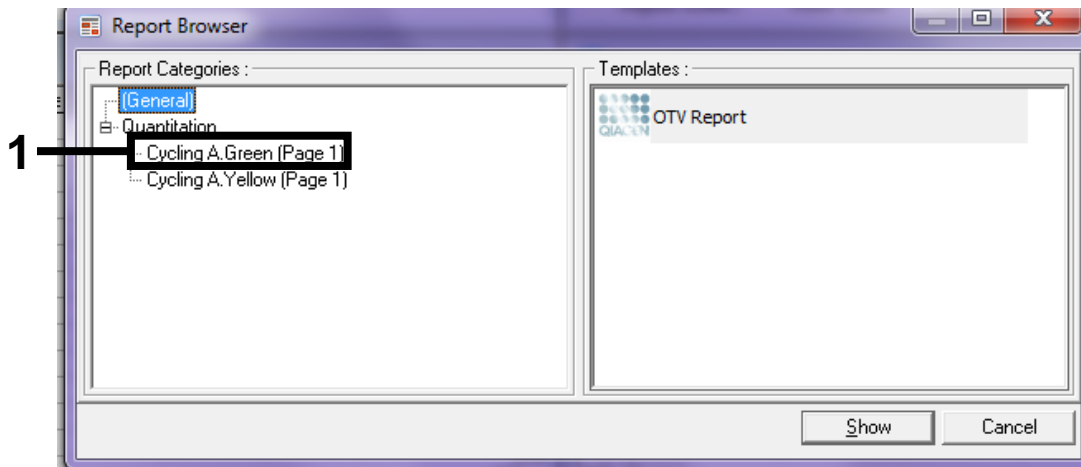 Report Browser
Report Categories :
(General)
Quantitation
Cycling A.Green (Page 1)
Cycling A.Yellow (Page 1)
1
Templates :
QIAGEN
OTV Report
Show
Cancel